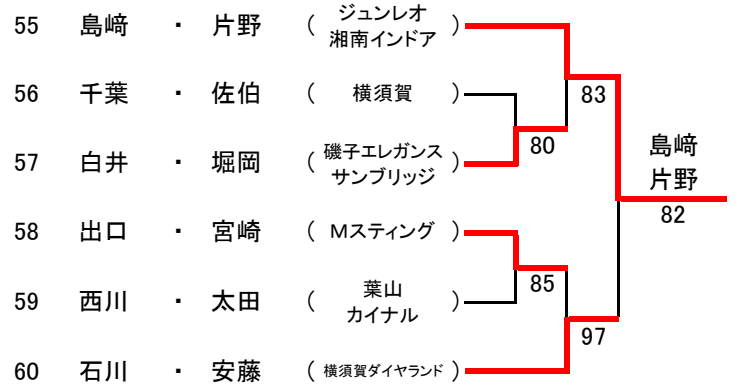 55 島﨑 ・ 片野 ( ジュンレオ 湘南インドア )
56 千葉 ・ 佐伯 ( 横須賀 )
57 白井 ・ 堀岡 ( 磯子エレガンス サンブリッジ )
58 出口 ・ 宮崎 ( Mスティング )
59 西川 ・ 太田 ( 葉山 カイナル )
60 石川 ・ 安藤 ( 横須賀ダイヤランド )
83
80
85
97
島﨑
片野
82